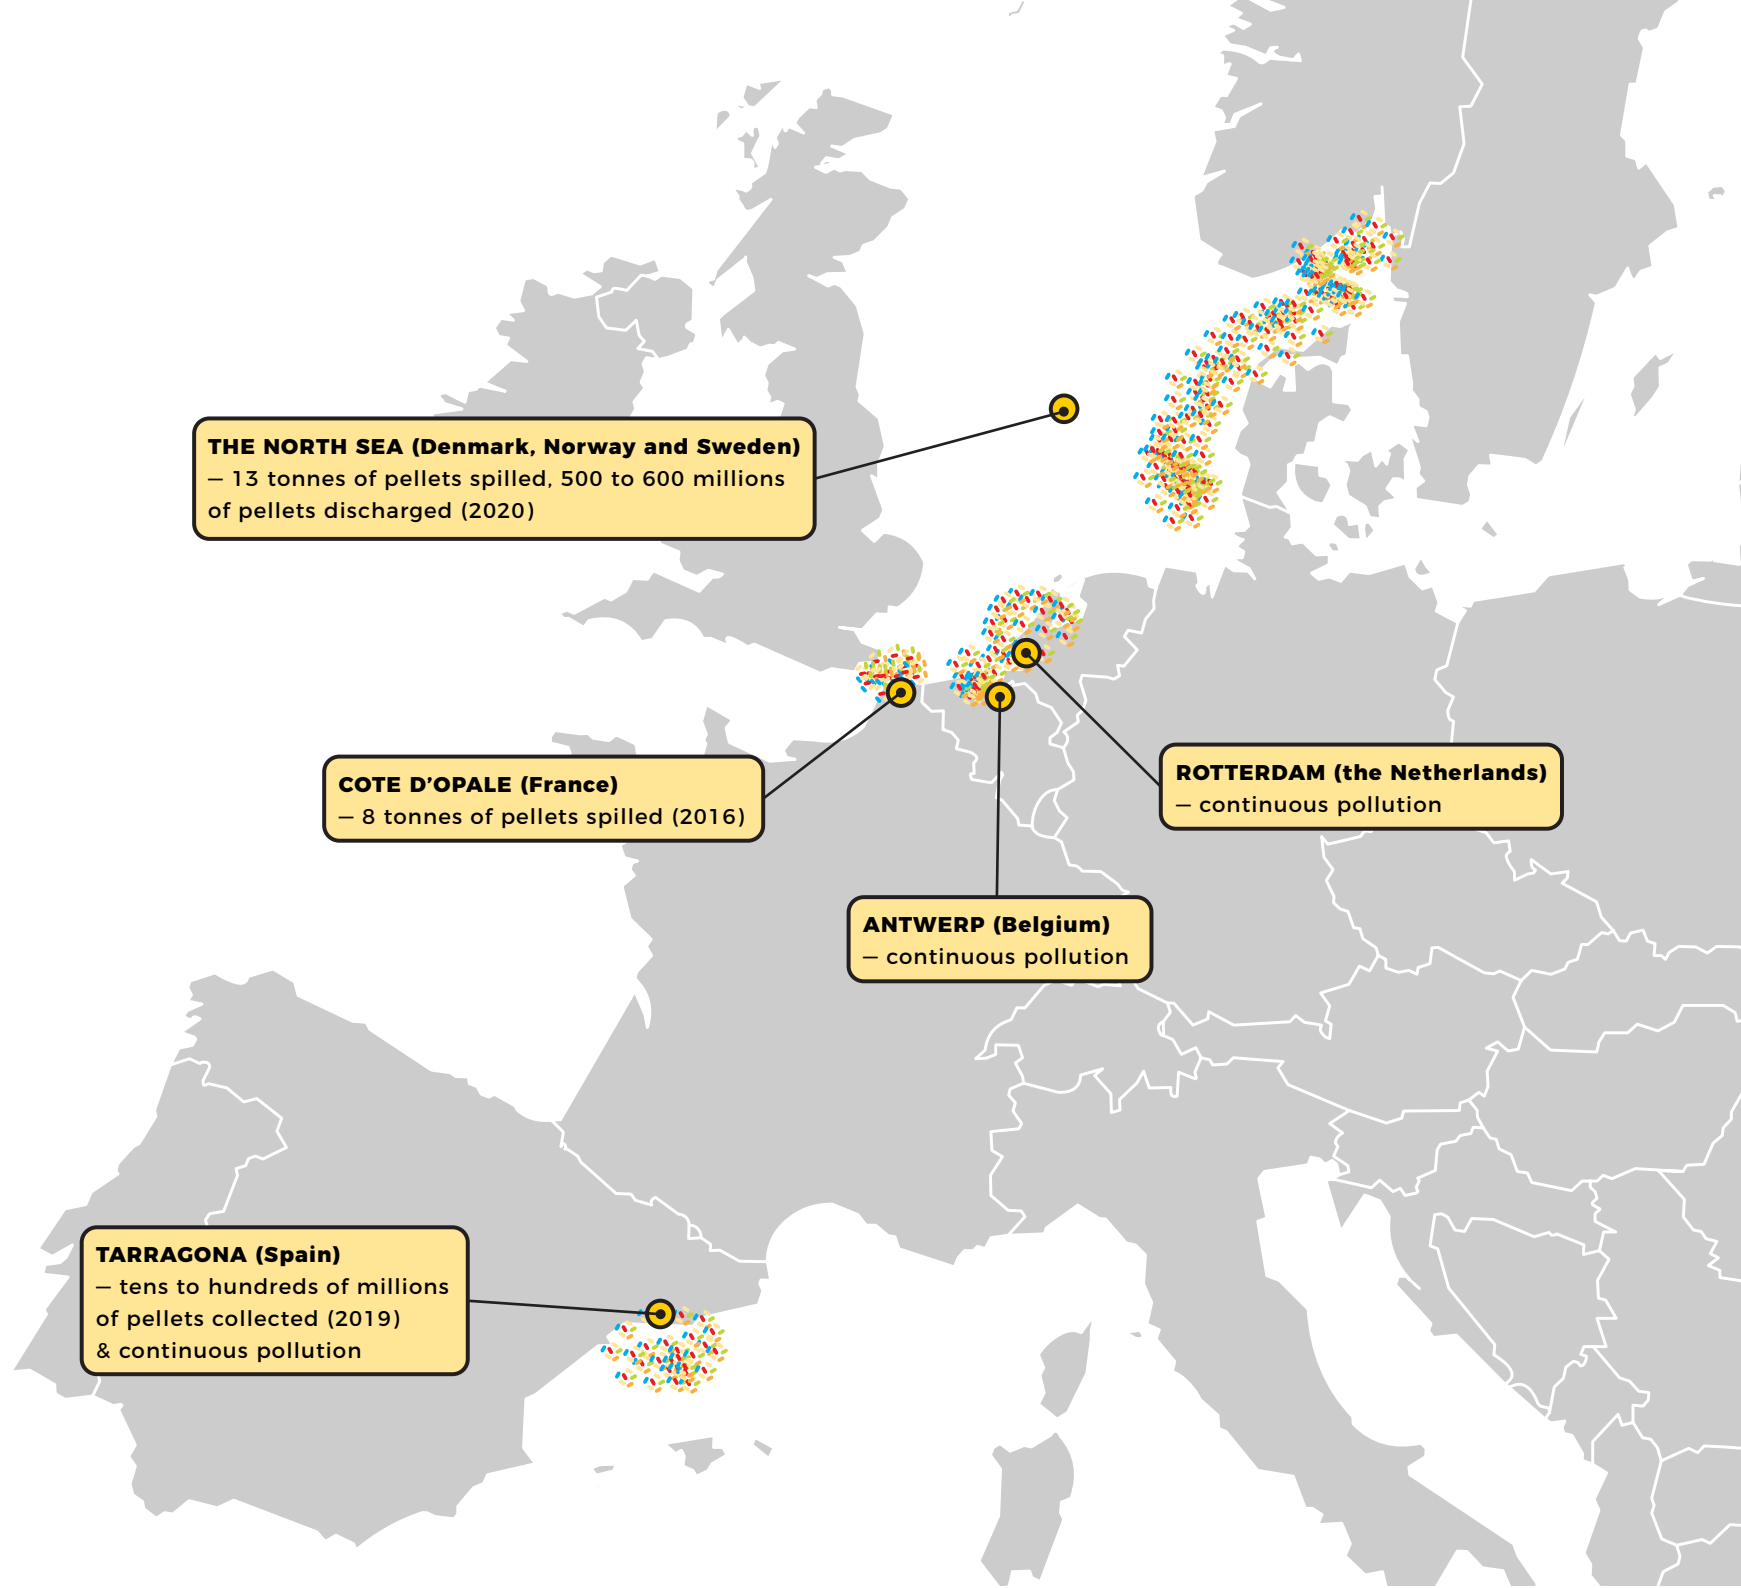 THE NORTH SEA (Denmark, Norway and Sweden)
– 13 tonnes of pellets spilled, 500 to 600 millions
of pellets discharged (2020)
COTE D’OPALE (France)
– 8 tonnes of pellets spilled (2016)
ROTTERDAM (the Netherlands)
– continuous pollution
ANTWERP (Belgium)
– continuous pollution
TARRAGONA (Spain)
– tens to hundreds of millions
of pellets collected (2019)
& continuous pollution